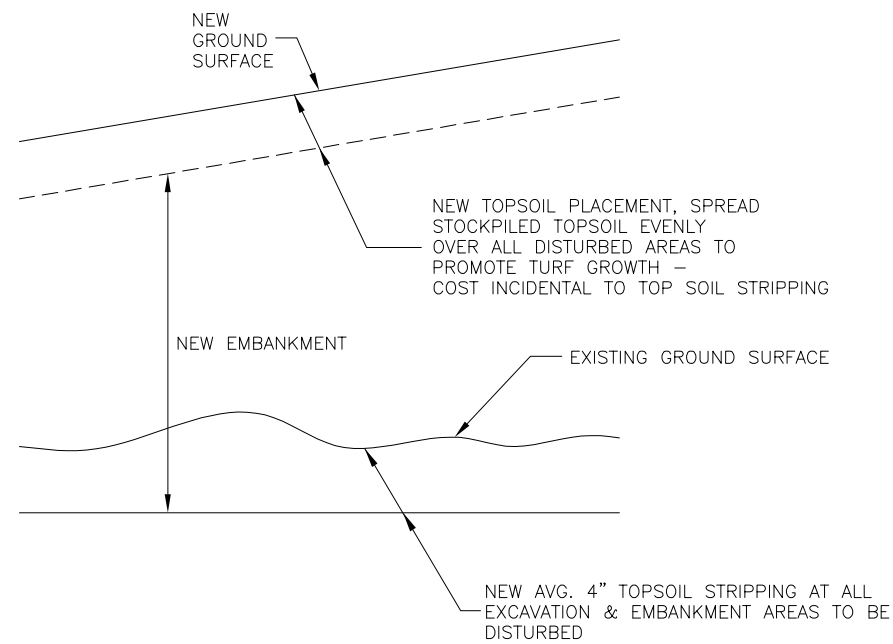 NEW
GROUND
SURFACE
NEW TOPSOIL PLACEMENT, SPREAD
STOCKPILED TOPSOIL EVENLY
OVER ALL DISTURBED AREAS TO
PROMOTE TURF GROWTH –
COST INCIDENTAL TO TOP SOIL STRIPPING
NEW EMBANKMENT
EXISTING GROUND SURFACE
NEW AVG. 4" TOPSOIL STRIPPING AT ALL
EXCAVATION & EMBANKMENT AREAS TO BE
DISTURBED